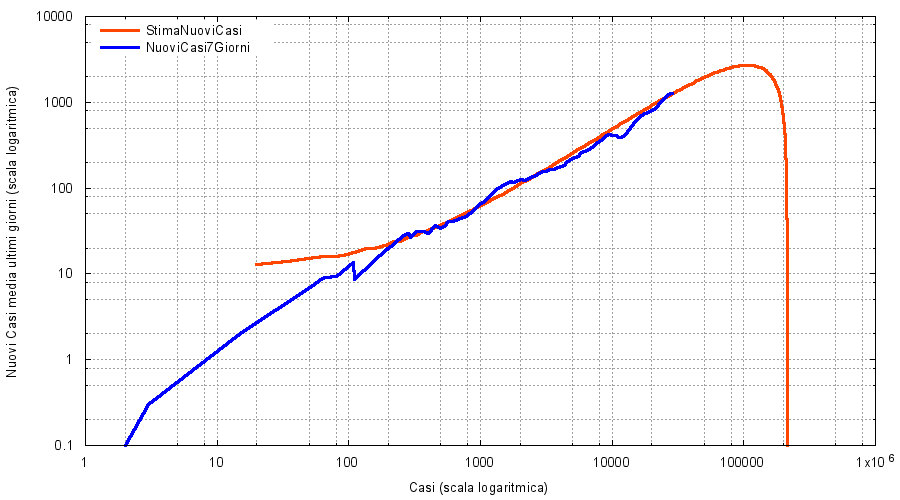 10000
1000
100
10
1
0.1
StimaNuoviCasi
NuoviCasi7Giorni
Nuovi Casi media ultimi giorni (scala logaritmica)
1 10 100 1000 10000 100000 1x10 6
Casi (scala logaritmica)